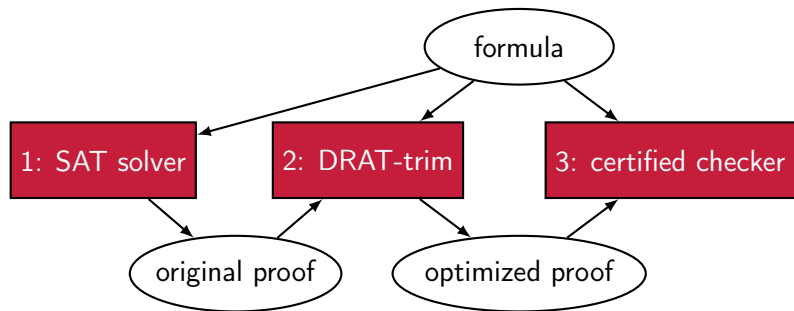 formula
1: SAT solver
2: DRAT-trim
3: certified checker
original proof
optimized proof